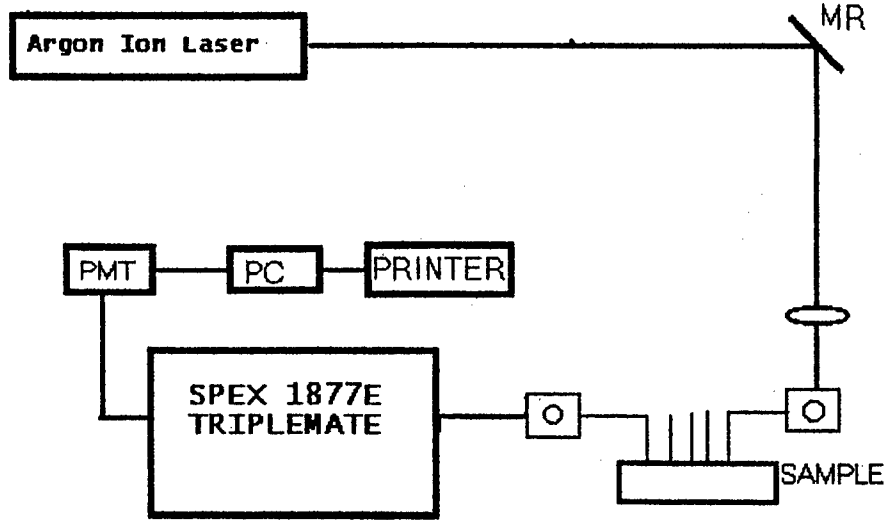 Argon Ion Laser
MR
PMT
PC
PRINTER
SPEX 1877E
TRIPLEMATE
SAMPLE